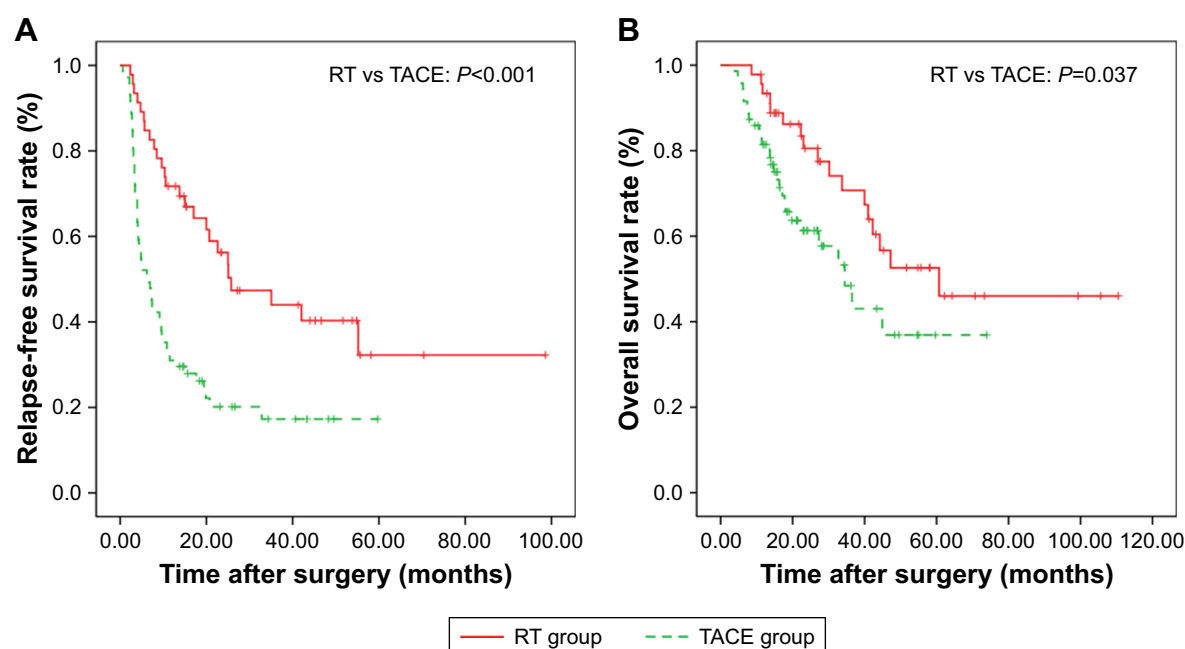 A
RT vs TACE: P<0.001
Relapse-free survival rate (%)
1.0
0.8
0.6
0.4
0.2
0.0
0.00 20.00 40.00 60.00 80.00 100.00
Time after surgery (months)
B
RT vs TACE: P=0.037
Overall survival rate (%)
1.0
0.8
0.6
0.4
0.2
0.0
0.00 20.00 40.00 60.00 80.00 100.00 120.00
Time after surgery (months)
RT group TACE group